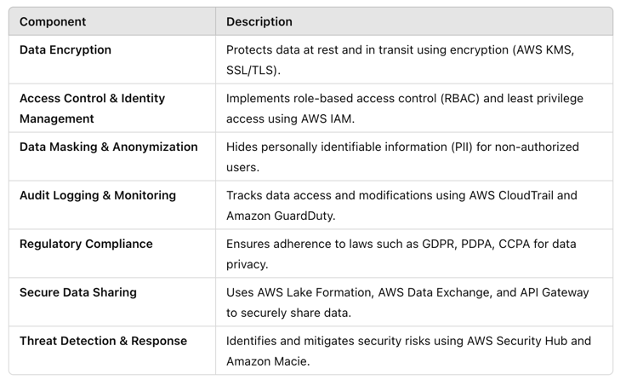 Component Description
Data Encryption Protects data at rest and in transit using encryption (AWS KMS,
SSL/TLS).
Access Control & Identity Implements role-based access control (RBAC) and least privilege
Management access using AWS IAM.
Data Masking & Anonymization Hides personally identifiable information (PII) for non-authorized
users.
Audit Logging & Monitoring Tracks data access and modifications using AWS CloudTrail and
Amazon GuardDuty.
Regulatory Compliance Ensures adherence to laws such as GDPR, PDPA, CCPA for data
privacy.
Secure Data Sharing Uses AWS Lake Formation, AWS Data Exchange, and API Gateway
to securely share data.
Threat Detection & Response Identifies and mitigates security risks using AWS Security Hub and
Amazon Macie.